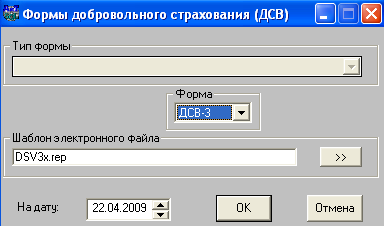 Формы добровольного страхования (ДСВ)
Тип формы
Форма
ДСВ-3
Шаблон электронного файла
DSV3x.rep
>>
На дату:
22.04.2009
OK
Отмена